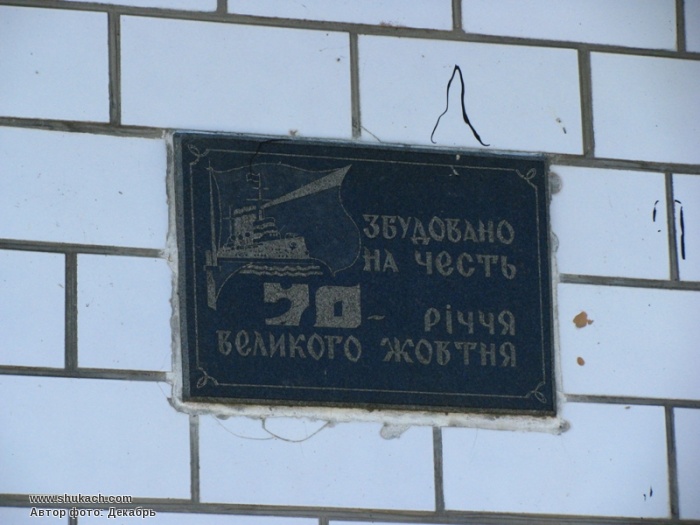 ЗБУДОВАНО
НА ЧЕСТЬ
70- РІЧЧЯ
ВЕЛИКОГО ЖОВТНЯ
www.shukach.com
Автор фото: Декабрь